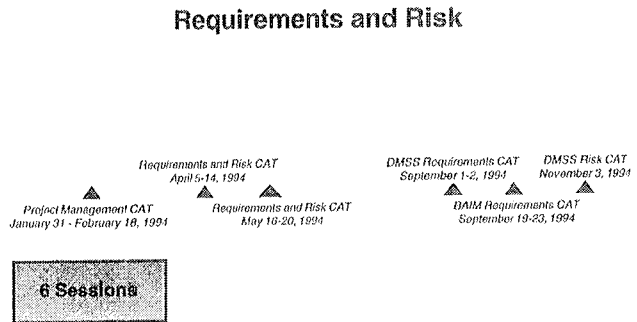 Requirements and Risk
Requirements and Risk CAT
April 5-14, 1994
DMSS Requirements CAT
September 1-2, 1994
DMSS Risk CAT
November 3, 1994
Project Management CAT
January 31 - February 18, 1994
Requirements and Risk CAT
May 16-20, 1994
BAIM Requirements CAT
September 19-23, 1994
6 Sessions